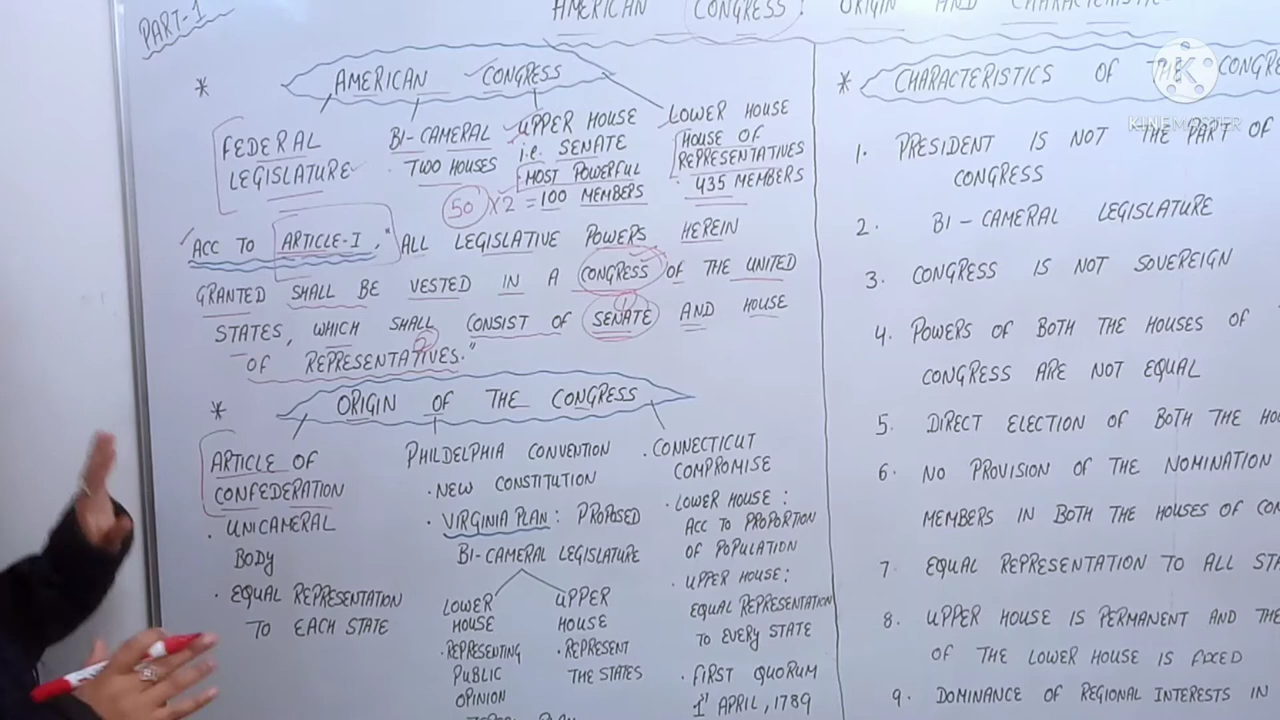 PART-1
AMERICAN CONGRESS: ORIGIN AND CHARACTERISTIC
* AMERICAN CONGRESS
FEDERAL
LEGISLATURE
BI-CAMERAL
· TWO HOUSES
UPPER HOUSE
i.e. SENATE
MOST POWERFUL
50 X 2 = 100 MEMBERS
LOWER HOUSE
HOUSE OF
REPRESENTATIVES
· 435 MEMBERS
ACC TO ARTICLE-I, "ALL LEGISLATIVE POWERS HEREIN
GRANTED SHALL BE VESTED IN A CONGRESS OF THE UNITED
STATES, WHICH SHALL CONSIST OF SENATE AND HOUSE
OF REPRESENTATIVES."
1
2
* ORIGIN OF THE CONGRESS
ARTICLE OF
CONFEDERATION
· UNICAMERAL
BODY
· EQUAL REPRESENTATION
TO EACH STATE
PHILDELPHIA CONVENTION
· NEW CONSTITUTION
· VIRGINIA PLAN: PROPOSED
BI-CAMERAL LEGISLATURE
LOWER
HOUSE
· REPRESENTING
PUBLIC
OPINION
UPPER
HOUSE
· REPRESENT
THE STATES
· CONNECTICUT
COMPROMISE
· LOWER HOUSE:
ACC TO PROPORTION
OF POPULATION
· UPPER HOUSE:
EQUAL REPRESENTATION
TO EVERY STATE
· FIRST QUORUM
1st APRIL, 1789
* CHARACTERISTICS OF THE CONGRE
1. PRESIDENT IS NOT THE PART OF
CONGRESS
2. BI-CAMERAL LEGISLATURE
3. CONGRESS IS NOT SOVEREIGN
4. POWERS OF BOTH THE HOUSES OF
CONGRESS ARE NOT EQUAL
5. DIRECT ELECTION OF BOTH THE HO
6. NO PROVISION OF THE NOMINATION
MEMBERS IN BOTH THE HOUSES OF CON
7 EQUAL REPRESENTATION TO ALL STA
8. UPPER HOUSE IS PERMANENT AND THE
OF THE LOWER HOUSE IS FIXED
9. DOMINANCE OF REGIONAL INTERESTS IN
K
KINEMASTER